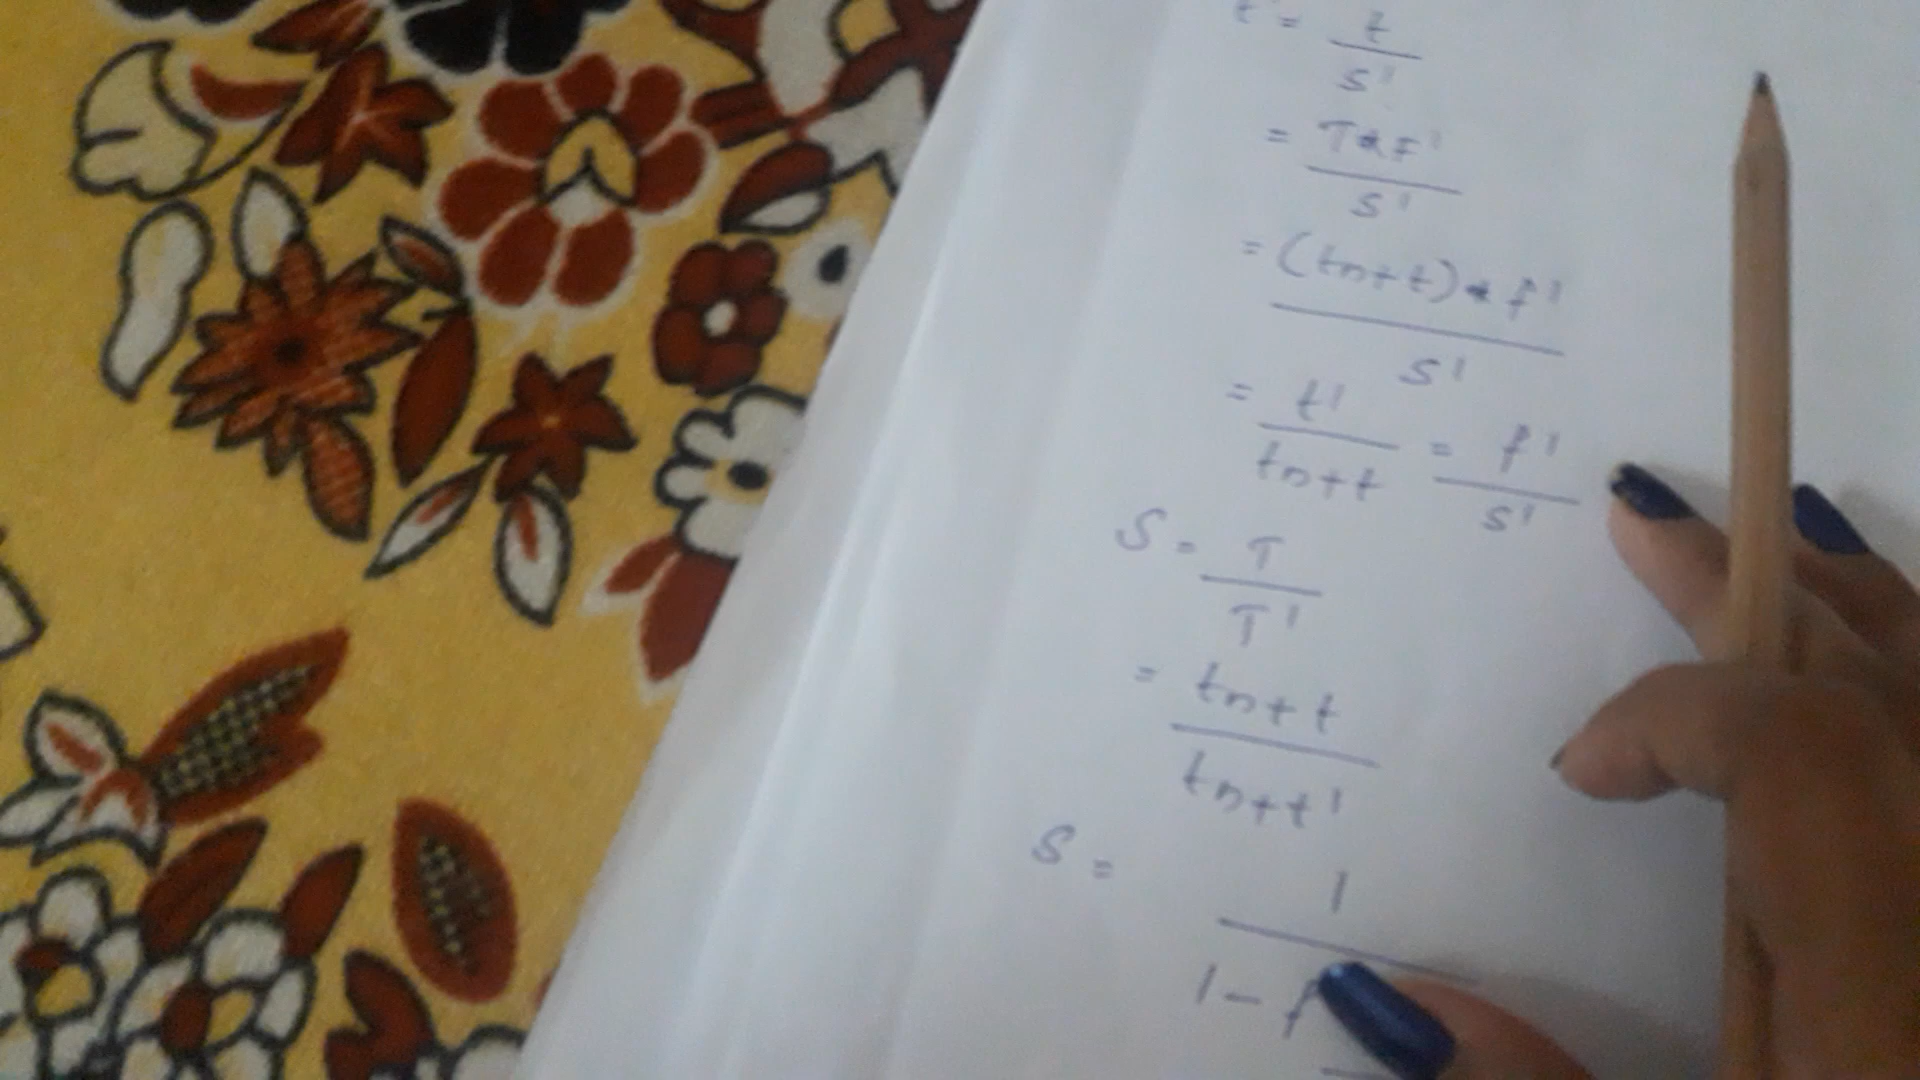 t' = t / s'
= T * F' / s'
= (tn+t) * f' / s'
= t' / tn+t = f' / s'
S = T / T'
= tn+t / tn+t'
S = 1 / 1 - f